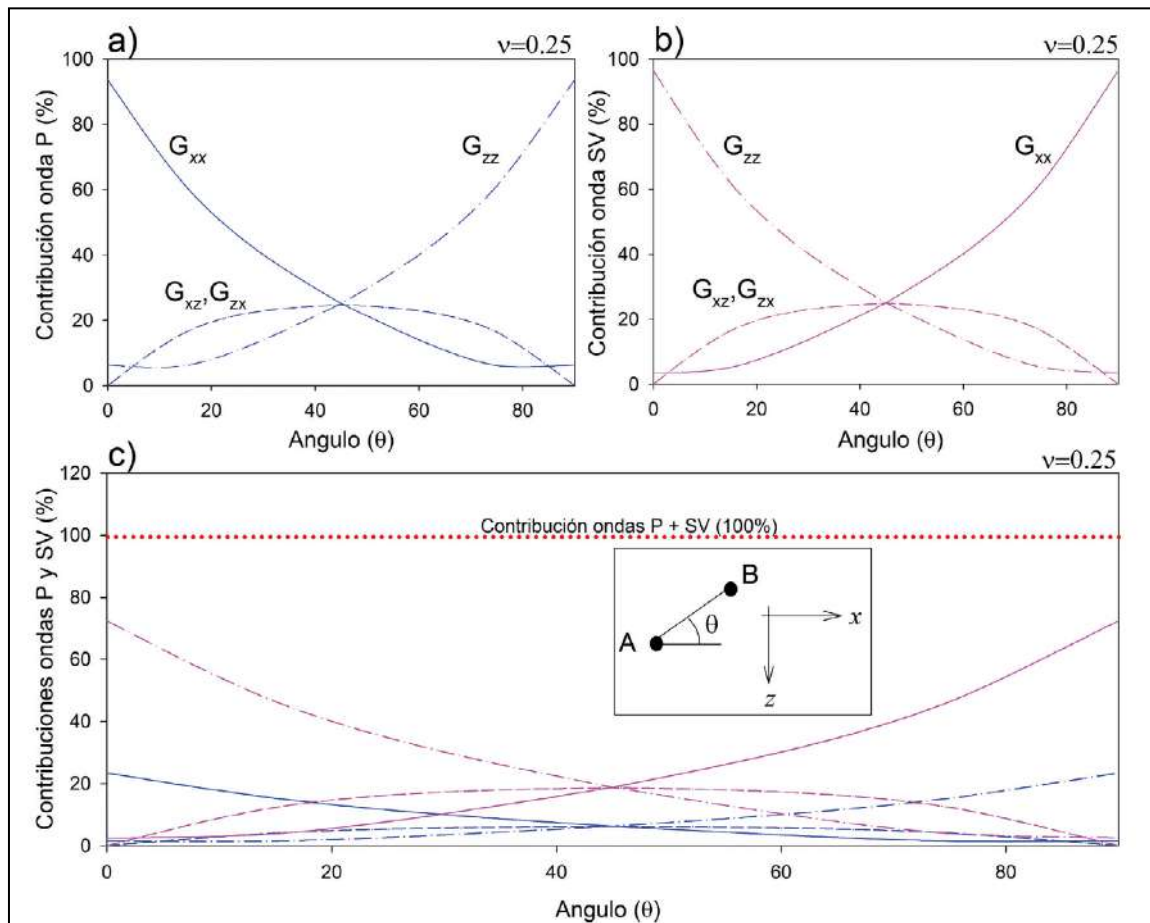 a)
ν=0.25
100
80
60
40
20
0
Contribución onda P (%)
G_xx
G_zz
G_xz,G_zx
0 20 40 60 80
Angulo (θ)
b)
ν=0.25
100
80
60
40
20
0
Contribución onda SV (%)
G_zz
G_xx
G_xz,G_zx
0 20 40 60 80
Angulo (θ)
c)
ν=0.25
120
100
80
60
40
20
0
Contribuciones ondas P y SV (%)
Contribución ondas P + SV (100%)
B
A
θ
x
z
0 20 40 60 80
Angulo (θ)